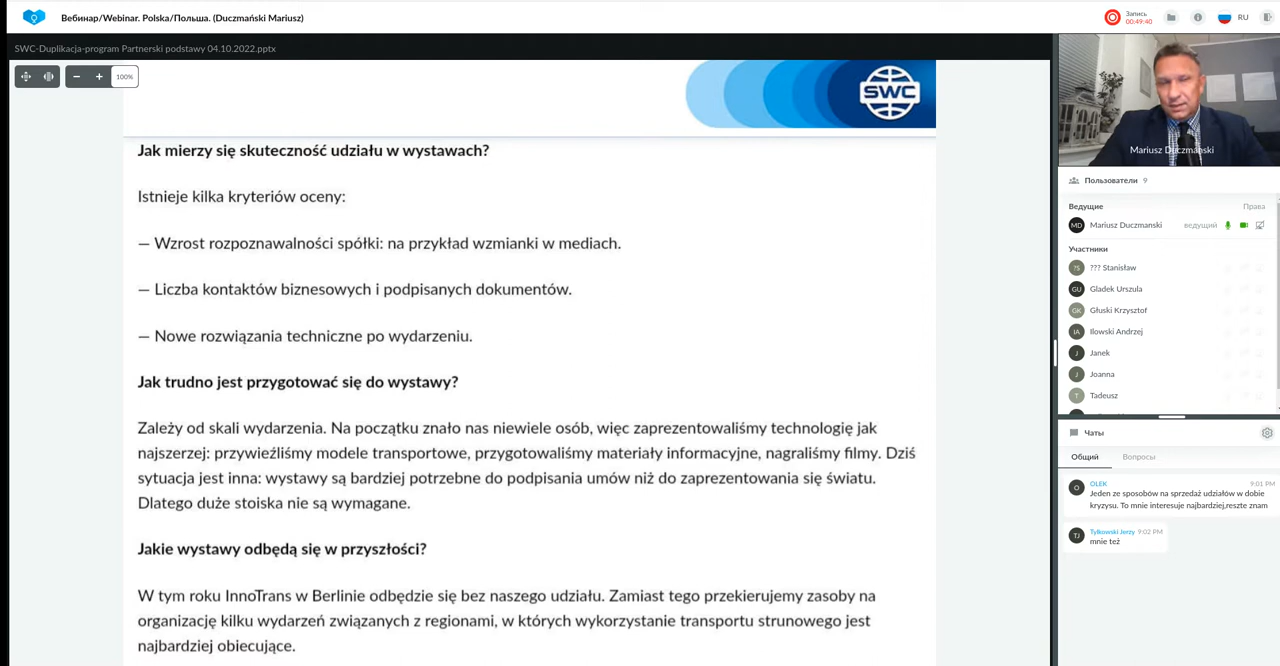 Вебинар/Webinar. Polska/Польша. (Duczmański Mariusz)
Запись
00:49:40
RU
SWC-Duplikacja-program Partnerski podstawy 04.10.2022.pptx
100%
SWC
Jak mierzy się skuteczność udziału w wystawach?
Istnieje kilka kryteriów oceny:
— Wzrost rozpoznawalności spółki: na przykład wzmianki w mediach.
— Liczba kontaktów biznesowych i podpisanych dokumentów.
— Nowe rozwiązania techniczne po wydarzeniu.
Jak trudno jest przygotować się do wystawy?
Zależy od skali wydarzenia. Na początku znało nas niewiele osób, więc zaprezentowaliśmy technologię jak
najszerzej: przywieźliśmy modele transportowe, przygotowaliśmy materiały informacyjne, nagraliśmy filmy. Dziś
sytuacja jest inna: wystawy są bardziej potrzebne do podpisania umów niż do zaprezentowania się światu.
Dlatego duże stoiska nie są wymagane.
Jakie wystawy odbędą się w przyszłości?
W tym roku InnoTrans w Berlinie odbędzie się bez naszego udziału. Zamiast tego przekierujemy zasoby na
organizację kilku wydarzeń związanych z regionami, w których wykorzystanie transportu strunowego jest
najbardziej obiecujące.
Mariusz Duczmanski
Пользователи 9
Ведущие Права
MD Mariusz Duczmanski ведущий
Участники
?S ??? Stanisław
GU Gladek Urszula
GK Głuski Krzysztof
IA Ilowski Andrzej
J Janek
J Joanna
T Tadeusz
Чаты
Общий Вопросы
O OLEK 9:01 PM
Jeden ze sposobów na sprzedaż udziałów w dobie
kryzysu. To mnie interesuje najbardziej,reszte znam
TJ Tylkowski Jerzy 9:02 PM
mnie też